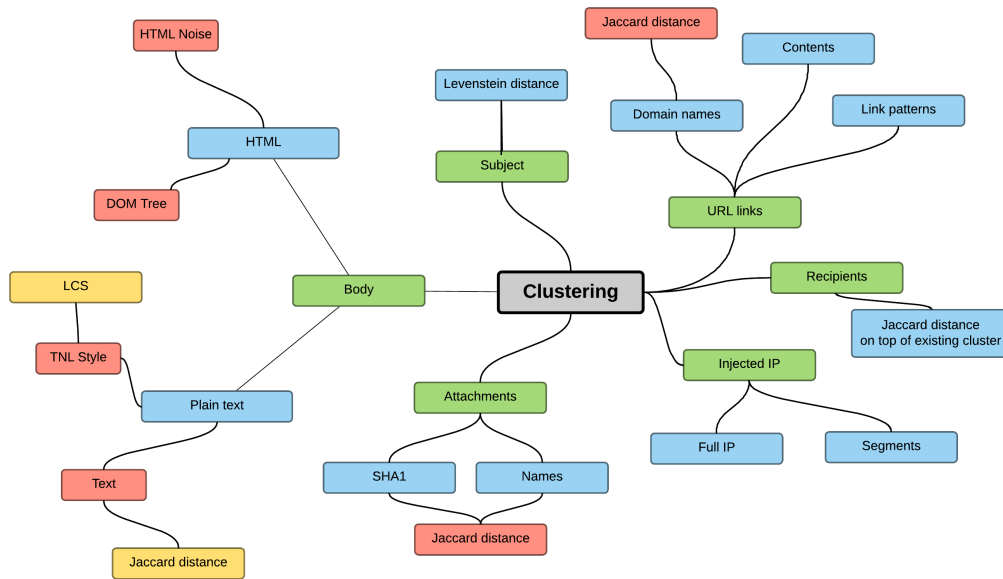 HTML Noise
Jaccard distance
Contents
Levenstein distance
Domain names
Link patterns
HTML
Subject
DOM Tree
URL links
LCS
Body
Clustering
Recipients
Jaccard distance
on top of existing cluster
TNL Style
Injected IP
Plain text
Attachments
Full IP
Segments
Text
SHA1
Names
Jaccard distance
Jaccard distance